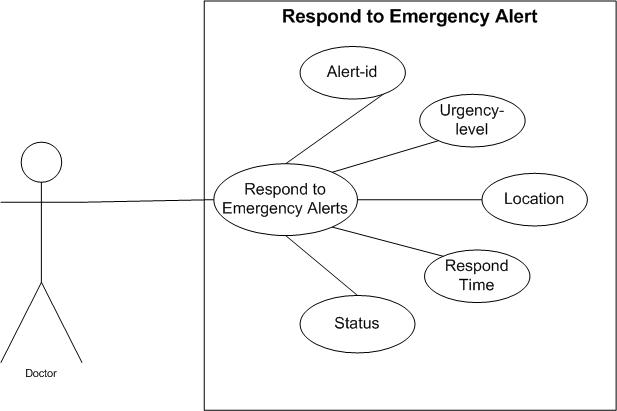 Respond to Emergency Alert
Alert-id
Urgency-
level
Respond to
Emergency Alerts
Location
Respond
Time
Status
Doctor